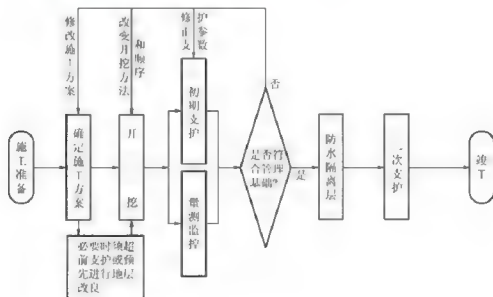 修改施工方案
改变开挖方法
和顺序
修正支
护参数
否
施工
准备
确定施工方案
开挖
初期支护
量测监控
必要时
超
前支护或预
先进行地层
改良
是否
合管理
是
防水隔离层
次支护
竣工